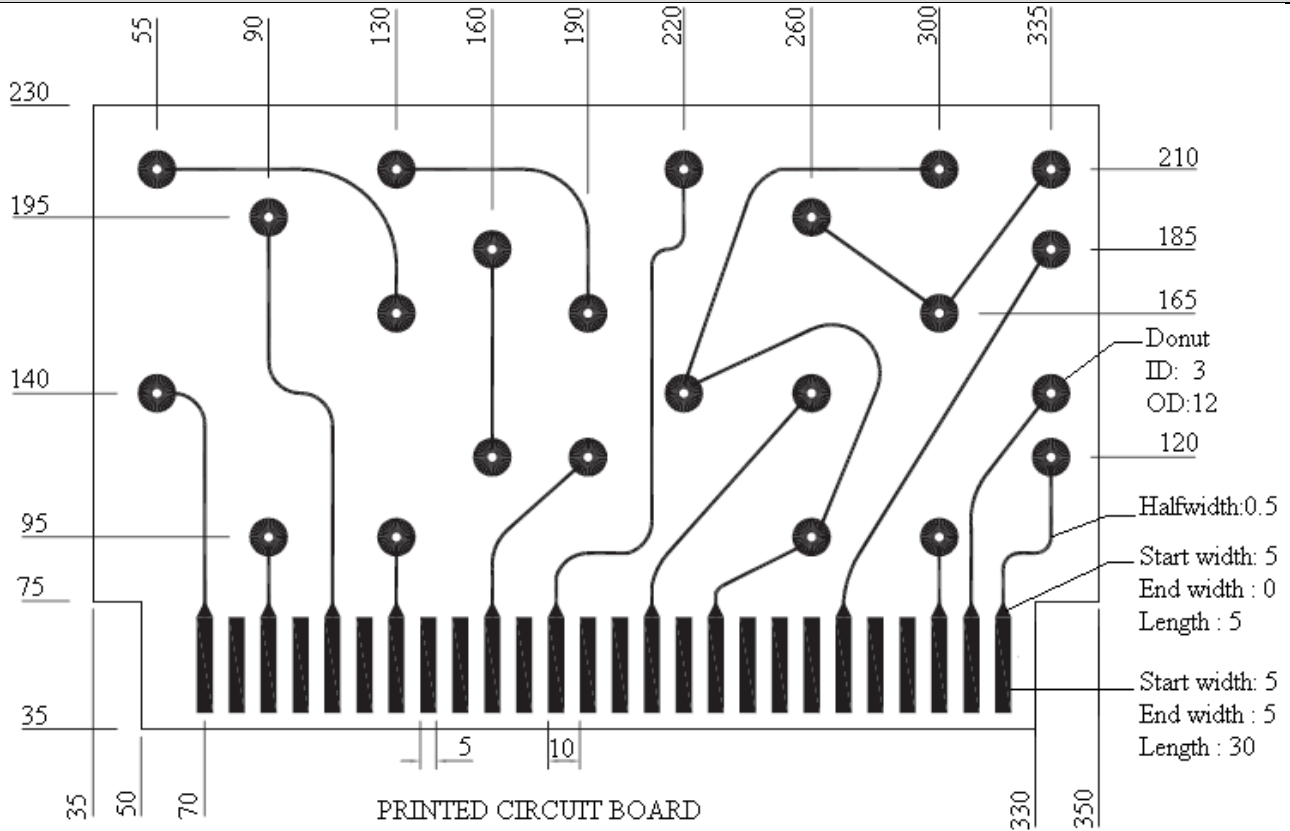 55
90
130
160
190
220
260
300
335
230
210
195
185
165
Donut
ID: 3
OD:12
140
120
Halfwidth:0.5
95
Start width: 5
End width : 0
Length : 5
75
Start width: 5
End width : 5
Length : 30
35
5
10
35
50
70
PRINTED CIRCUIT BOARD
330
350